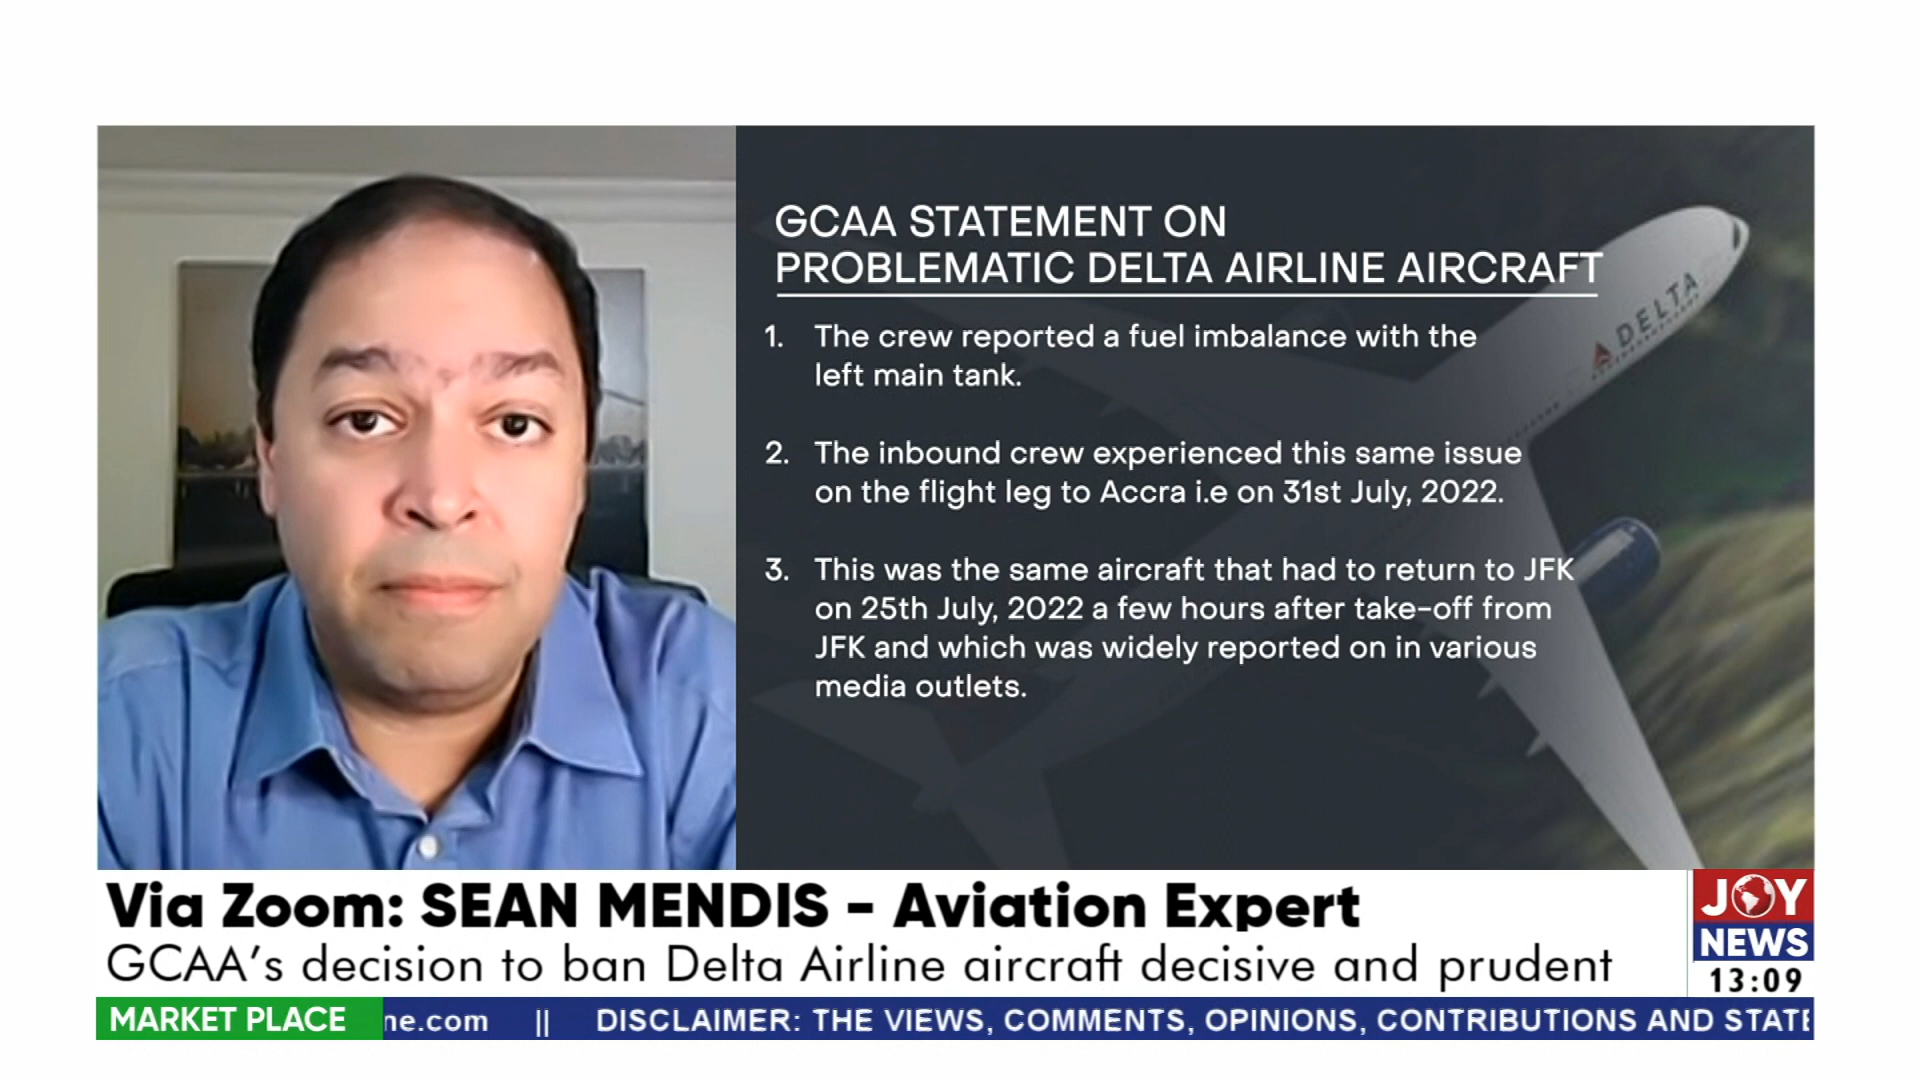 GCAA STATEMENT ON
PROBLEMATIC DELTA AIRLINE AIRCRAFT
1. The crew reported a fuel imbalance with the
left main tank.
2. The inbound crew experienced this same issue
on the flight leg to Accra i.e on 31st July, 2022.
3. This was the same aircraft that had to return to JFK
on 25th July, 2022 a few hours after take-off from
JFK and which was widely reported on in various
media outlets.
DELTA
Via Zoom: SEAN MENDIS - Aviation Expert
GCAA's decision to ban Delta Airline aircraft decisive and prudent
JOY
NEWS
13:09
MARKET PLACE ne.com || DISCLAIMER: THE VIEWS, COMMENTS, OPINIONS, CONTRIBUTIONS AND STATE